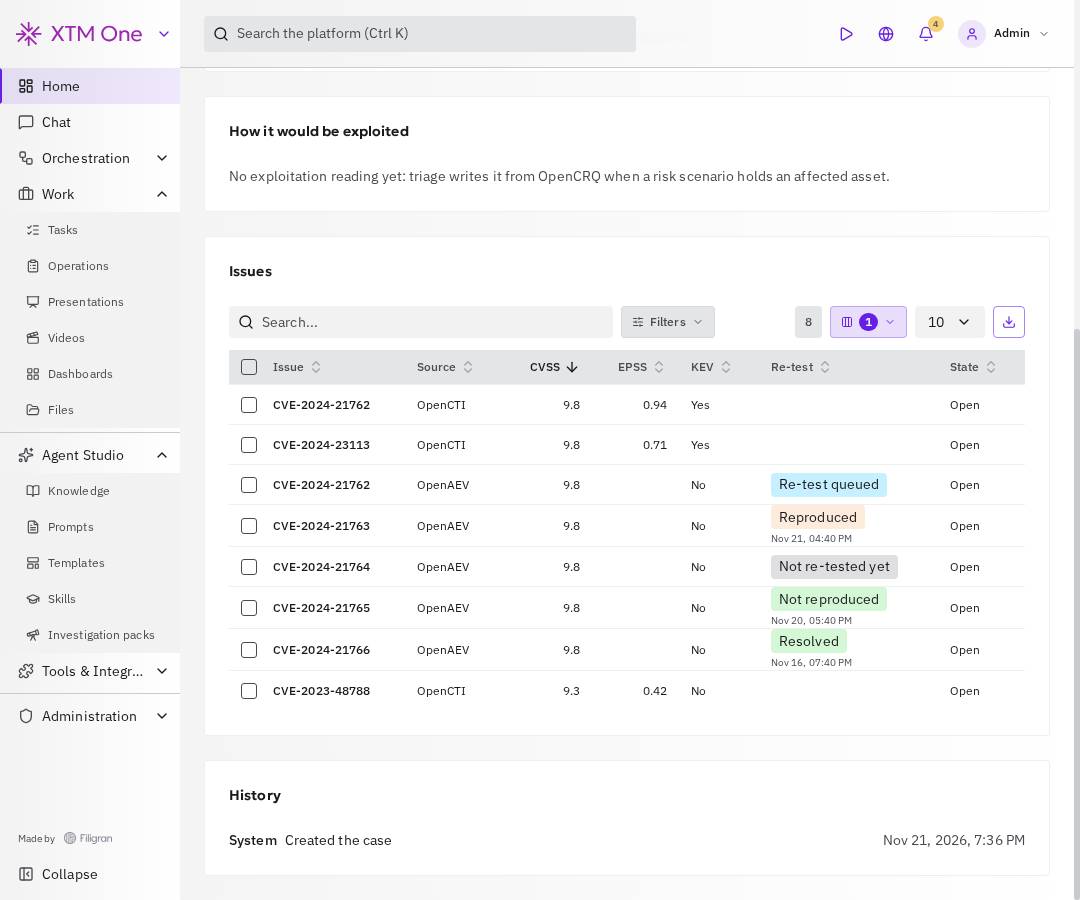 XTM One
Search the platform (Ctrl K)
4
Admin
Home
Chat
Orchestration
Work
Tasks
Operations
Presentations
Videos
Dashboards
Files
Agent Studio
Knowledge
Prompts
Templates
Skills
Investigation packs
Tools & Integr...
Administration
Made by Filigran
Collapse
How it would be exploited
No exploitation reading yet: triage writes it from OpenCRQ when a risk scenario holds an affected asset.
Issues
Search...
Filters
8
1
10
Issue Source CVSS EPSS KEV Re-test State
CVE-2024-21762 OpenCTI 9.8 0.94 Yes Open
CVE-2024-23113 OpenCTI 9.8 0.71 Yes Open
CVE-2024-21762 OpenAEV 9.8 No Re-test queued Open
CVE-2024-21763 OpenAEV 9.8 No Reproduced Open
Nov 21, 04:40 PM
CVE-2024-21764 OpenAEV 9.8 No Not re-tested yet Open
CVE-2024-21765 OpenAEV 9.8 No Not reproduced Open
Nov 20, 05:40 PM
CVE-2024-21766 OpenAEV 9.8 No Resolved Open
Nov 16, 07:40 PM
CVE-2023-48788 OpenCTI 9.3 0.42 No Open
History
System Created the case Nov 21, 2026, 7:36 PM